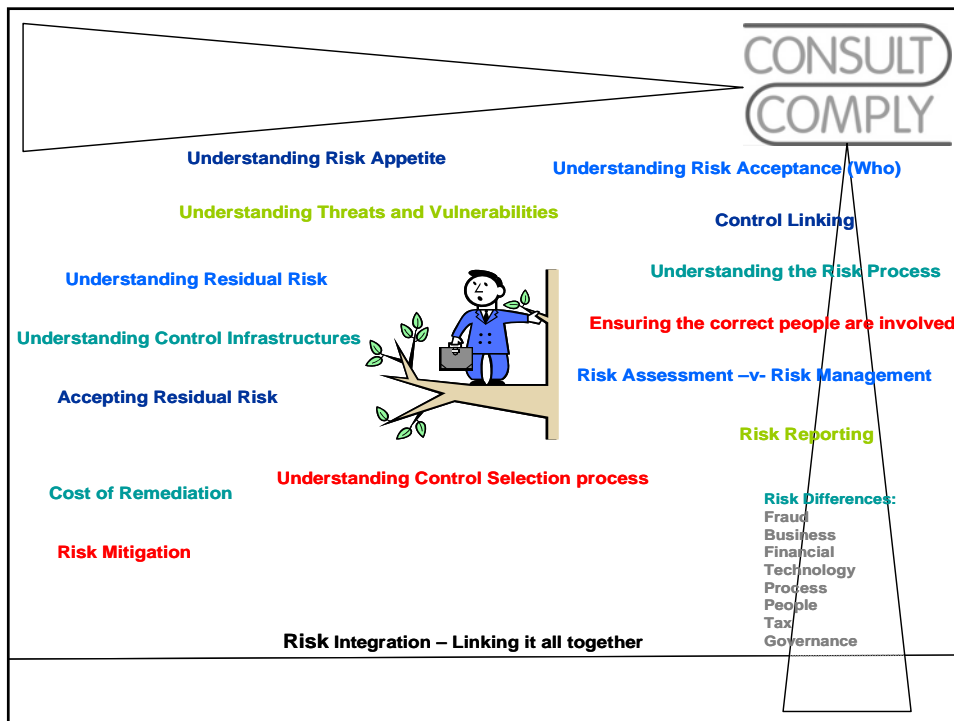 CONSULT
COMPLY
Understanding Risk Appetite
Understanding Risk Acceptance (Who)
Understanding Threats and Vulnerabilities
Control Linking
Understanding Residual Risk
Understanding the Risk Process
Understanding Control Infrastructures
Ensuring the correct people are involved
Accepting Residual Risk
Risk Assessment –v- Risk Management
Risk Reporting
Understanding Control Selection process
Cost of Remediation
Risk Mitigation
Risk Differences:
Fraud
Business
Financial
Technology
Process
People
Tax
Governance
Risk Integration – Linking it all together